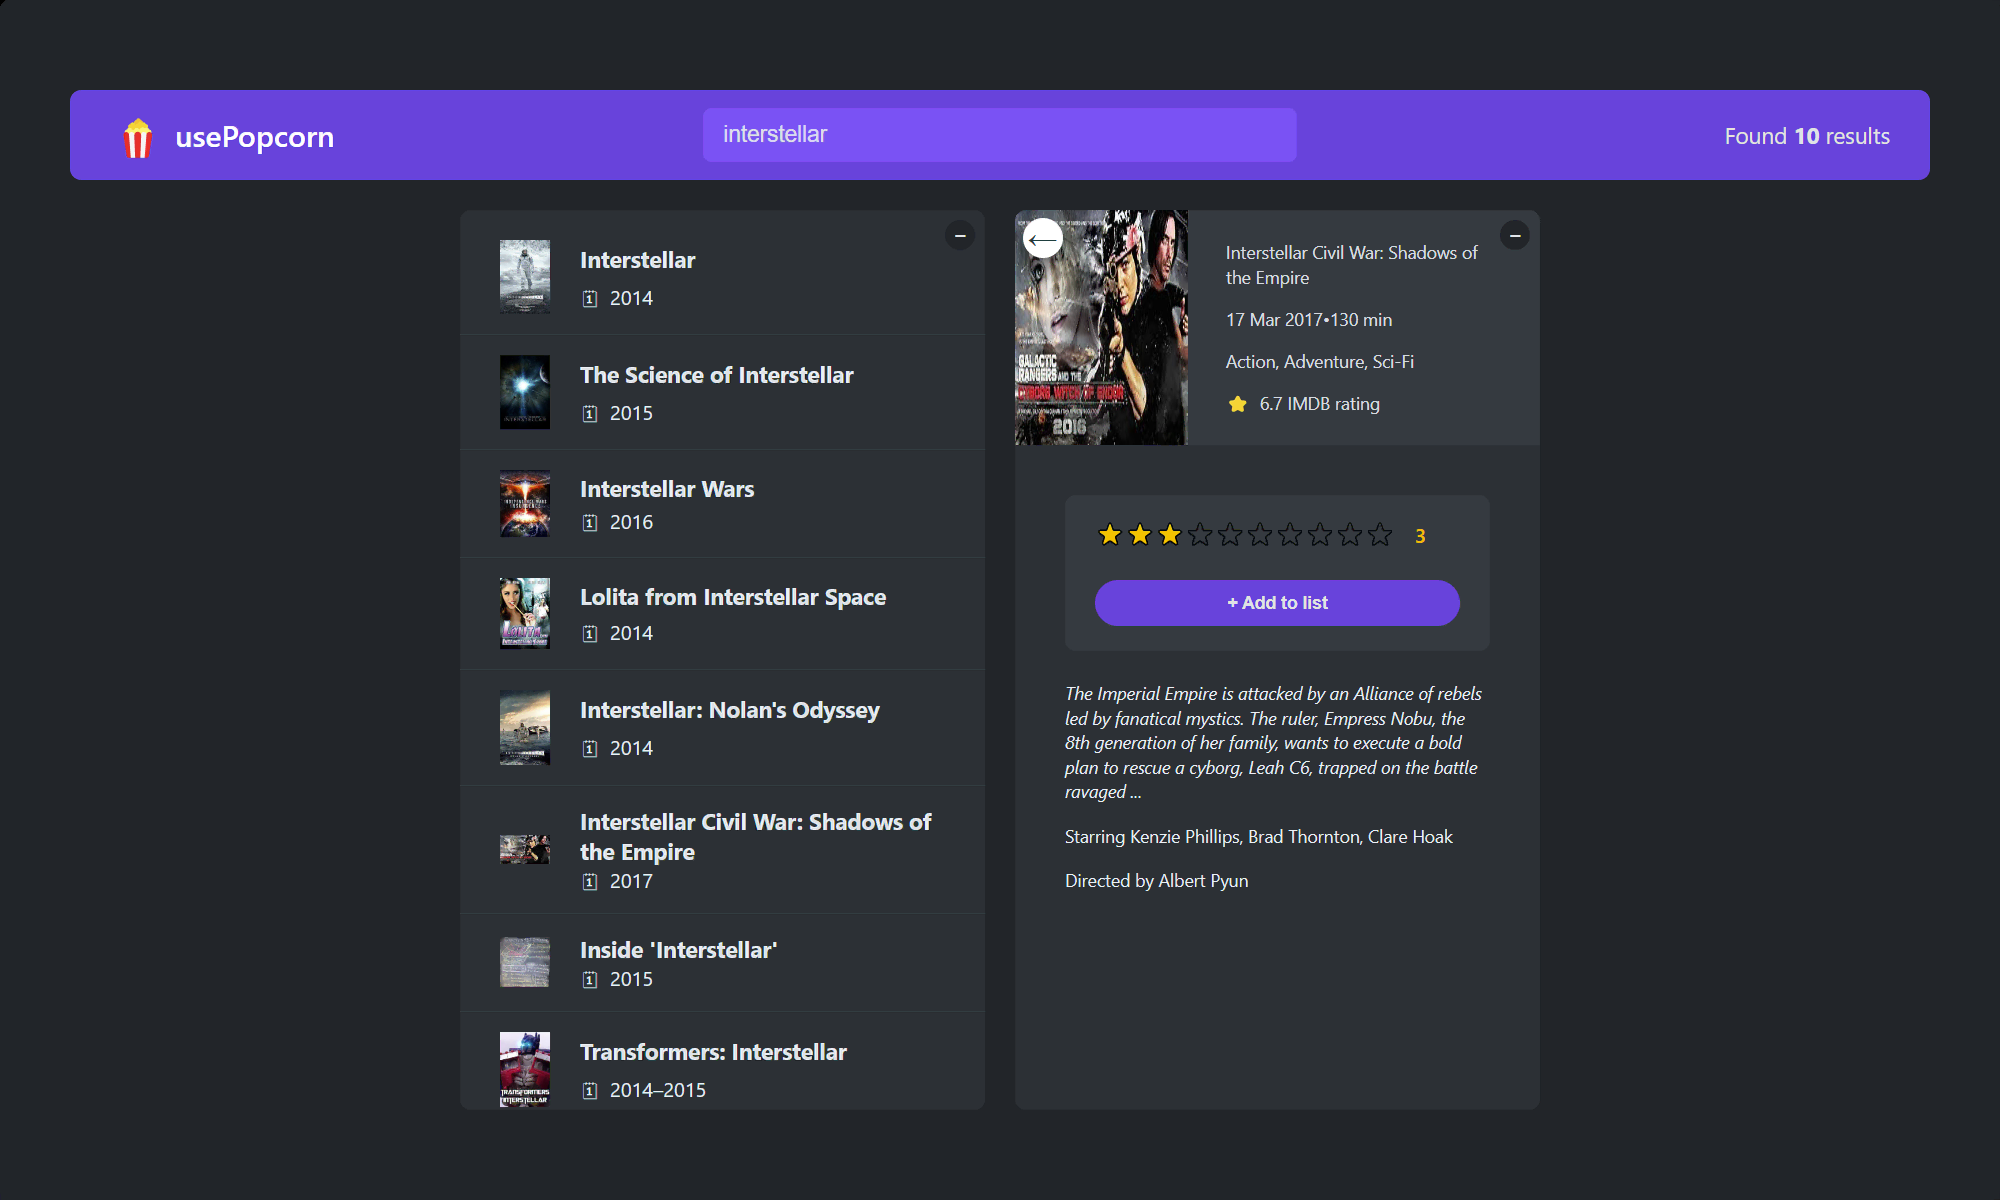 usePopcorn
interstellar
Found 10 results
Interstellar
2014
The Science of Interstellar
2015
Interstellar Wars
2016
Lolita from Interstellar Space
2014
Interstellar: Nolan's Odyssey
2014
Interstellar Civil War: Shadows of
the Empire
2017
Inside 'Interstellar'
2015
TRANSFORMERS
INTERSTELLAR
Transformers: Interstellar
2014–2015
GALACTIC
RANGERS AND THE
CYBORG WITCH OF ENDOR
2016
Interstellar Civil War: Shadows of
the Empire
17 Mar 2017•130 min
Action, Adventure, Sci-Fi
6.7 IMDB rating
3
+ Add to list
The Imperial Empire is attacked by an Alliance of rebels
led by fanatical mystics. The ruler, Empress Nobu, the
8th generation of her family, wants to execute a bold
plan to rescue a cyborg, Leah C6, trapped on the battle
ravaged ...
Starring Kenzie Phillips, Brad Thornton, Clare Hoak
Directed by Albert Pyun